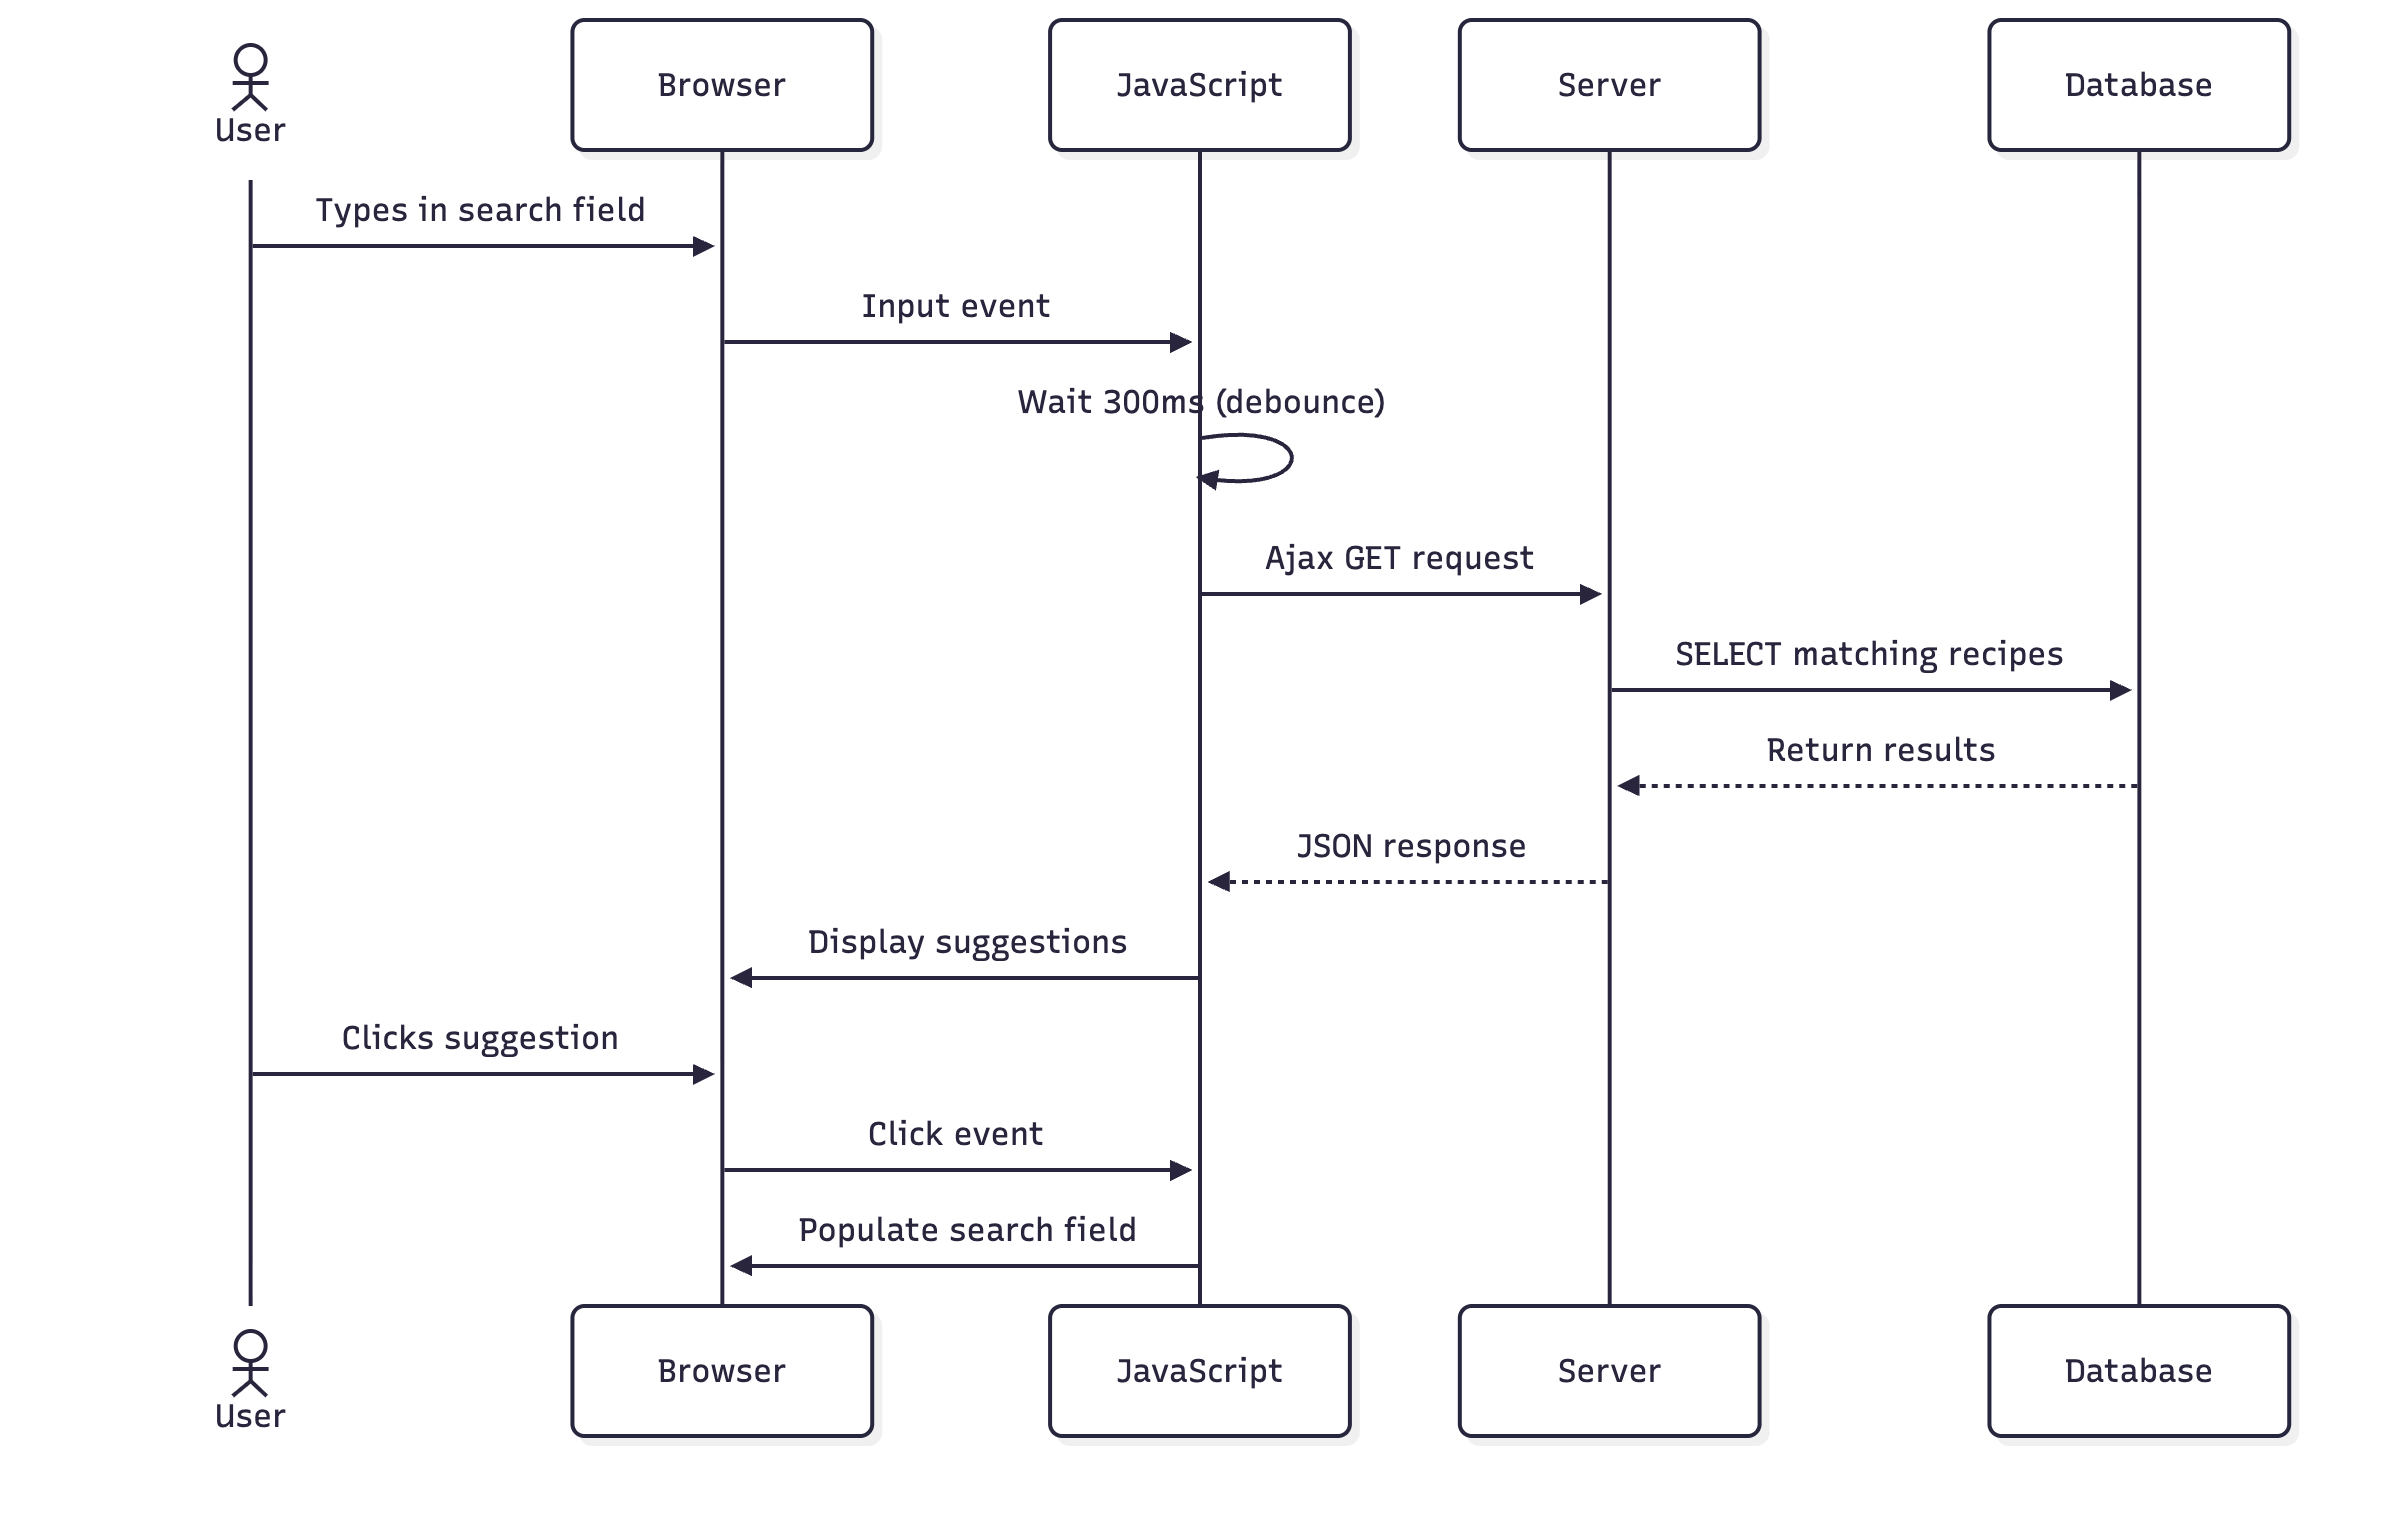 User
Browser
JavaScript
Server
Database
Types in search field
Input event
Wait 300ms (debounce)
Ajax GET request
SELECT matching recipes
Return results
JSON response
Display suggestions
Clicks suggestion
Click event
Populate search field
User
Browser
JavaScript
Server
Database